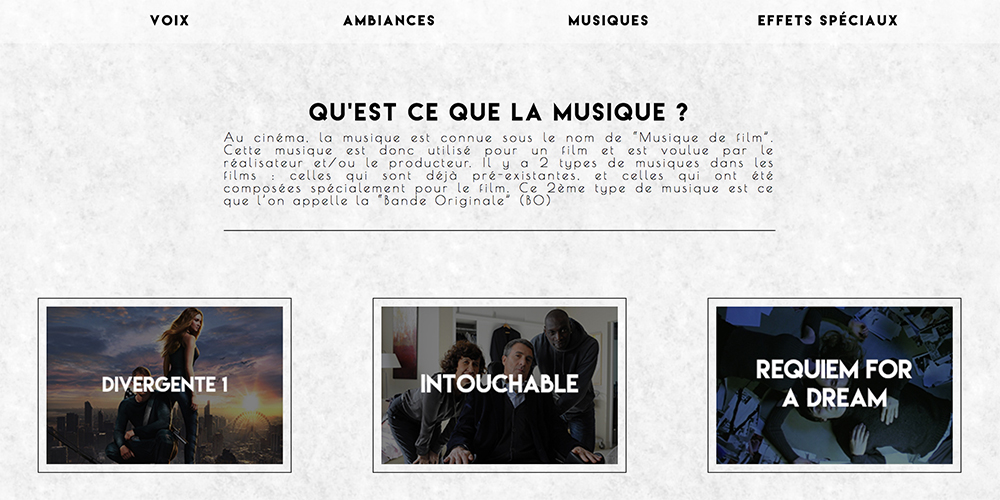 VOIX AMBIANCES MUSIQUES EFFETS SPÉCIAUX
QU'EST CE QUE LA MUSIQUE ?
Au cinéma, la musique est connue sous le nom de "Musique de film".
Cette musique est donc utilisé pour un film et est voulue par le
réalisateur et/ou le producteur. Il y a 2 types de musiques dans les
films : celles qui sont déjà pré-existantes, et celles qui ont été
composées spécialement pour le film. Ce 2ème type de musique est ce
que l'on appelle la "Bande Originale" (BO)
DIVERGENTE 1
INTOUCHABLE
REQUIEM FOR
A DREAM